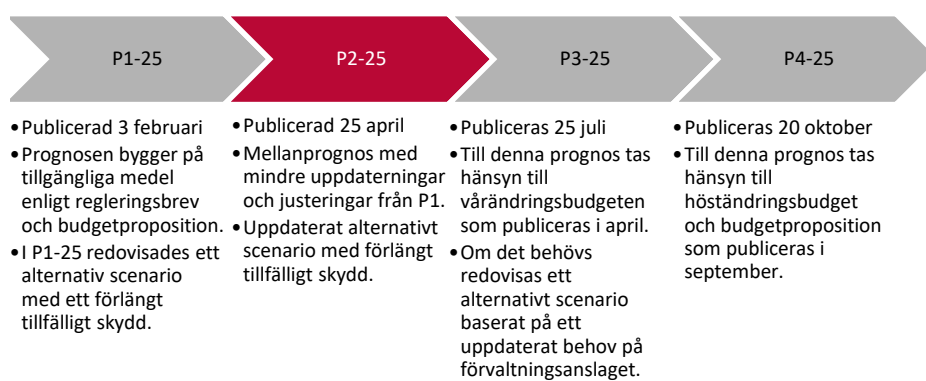 P1-25
P2-25
P3-25
P4-25
•Publicerad 3 februari
•Prognosen bygger på
tillgängliga medel
enligt regleringsbrev
och budgetproposition.
•I P1-25 redovisades ett
alternativ scenario
med ett förlängt
tillfälligt skydd.
•Publicerad 25 april
•Mellanprognos med
mindre uppdaterningar
och justeringar från P1.
•Uppdaterat alternativt
scenario med förlängt
tillfälligt skydd.
•Publiceras 25 juli
•Till denna prognos tas
hänsyn till
vårändringsbudgeten
som publiceras i april.
•Om det behövs
redovisas ett
alternativt scenario
baserat på ett
uppdaterat behov på
förvaltningsanslaget.
•Publiceras 20 oktober
•Till denna prognos tas
hänsyn till
höständringsbudget
och budgetproposition
som publiceras i
september.